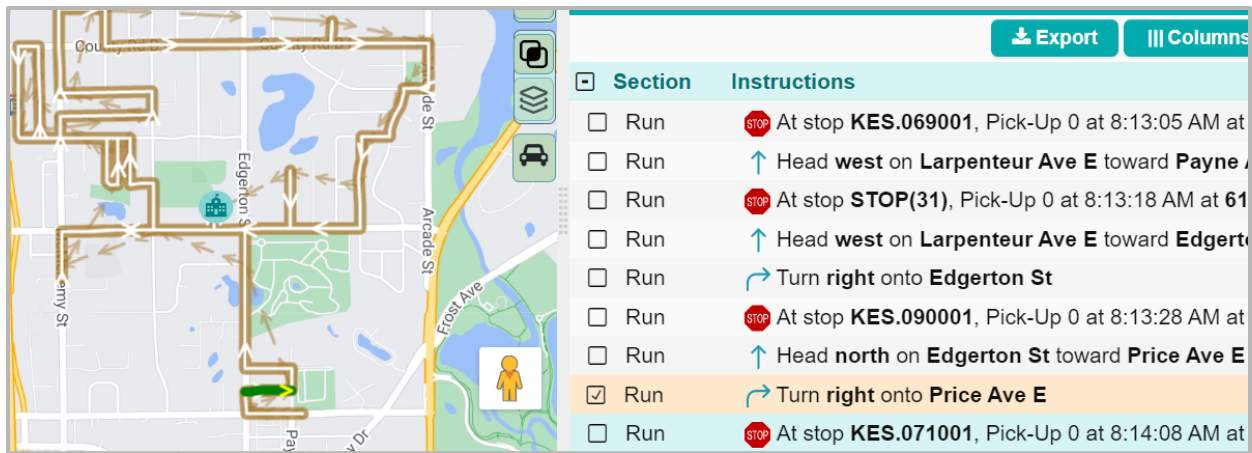 County Rd B
County Rd B
de St
Edgerton S
Arcade St
emy St
Frost Ave
Pay
y Dr
Export
Columns
Section Instructions
Run STOP At stop KES.069001, Pick-Up 0 at 8:13:05 AM at
Run Head west on Larpenteur Ave E toward Payne
Run STOP At stop STOP(31), Pick-Up 0 at 8:13:18 AM at 61
Run Head west on Larpenteur Ave E toward Edgert
Run Turn right onto Edgerton St
Run STOP At stop KES.090001, Pick-Up 0 at 8:13:28 AM at
Run Head north on Edgerton St toward Price Ave E
Run Turn right onto Price Ave E
Run STOP At stop KES.071001, Pick-Up 0 at 8:14:08 AM at